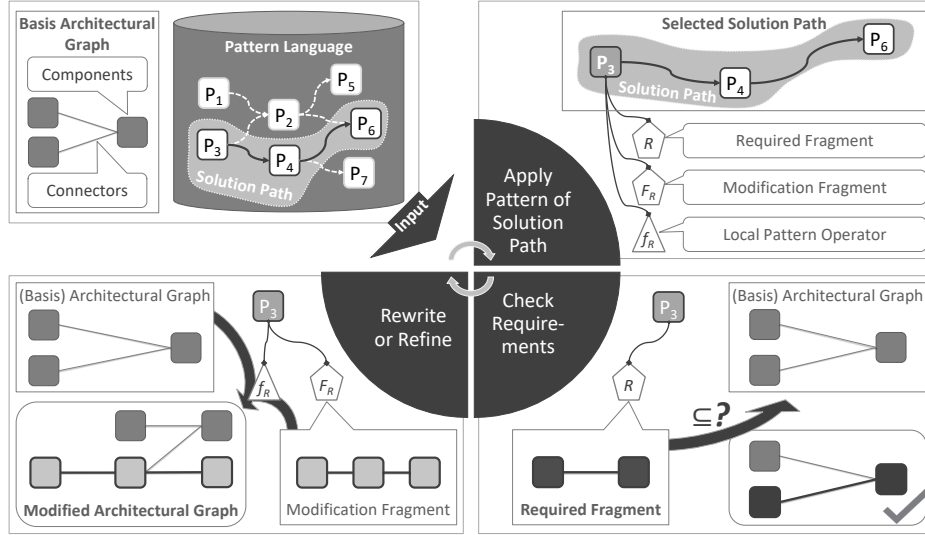 Basis Architectural
Graph
Components
Connectors
Pattern Language
P1
P2
P5
P3
P4
P6
P7
Solution Path
Input
Selected Solution Path
P3
P4
P6
Solution Path
R
Required Fragment
FR
Modification Fragment
fR
Local Pattern Operator
Apply
Pattern of
Solution
Path
Rewrite
or Refine
Check
Require-
ments
(Basis) Architectural Graph
P3
fR
FR
Modified Architectural Graph
Modification Fragment
P3
R
⊆?
Required Fragment
(Basis) Architectural Graph